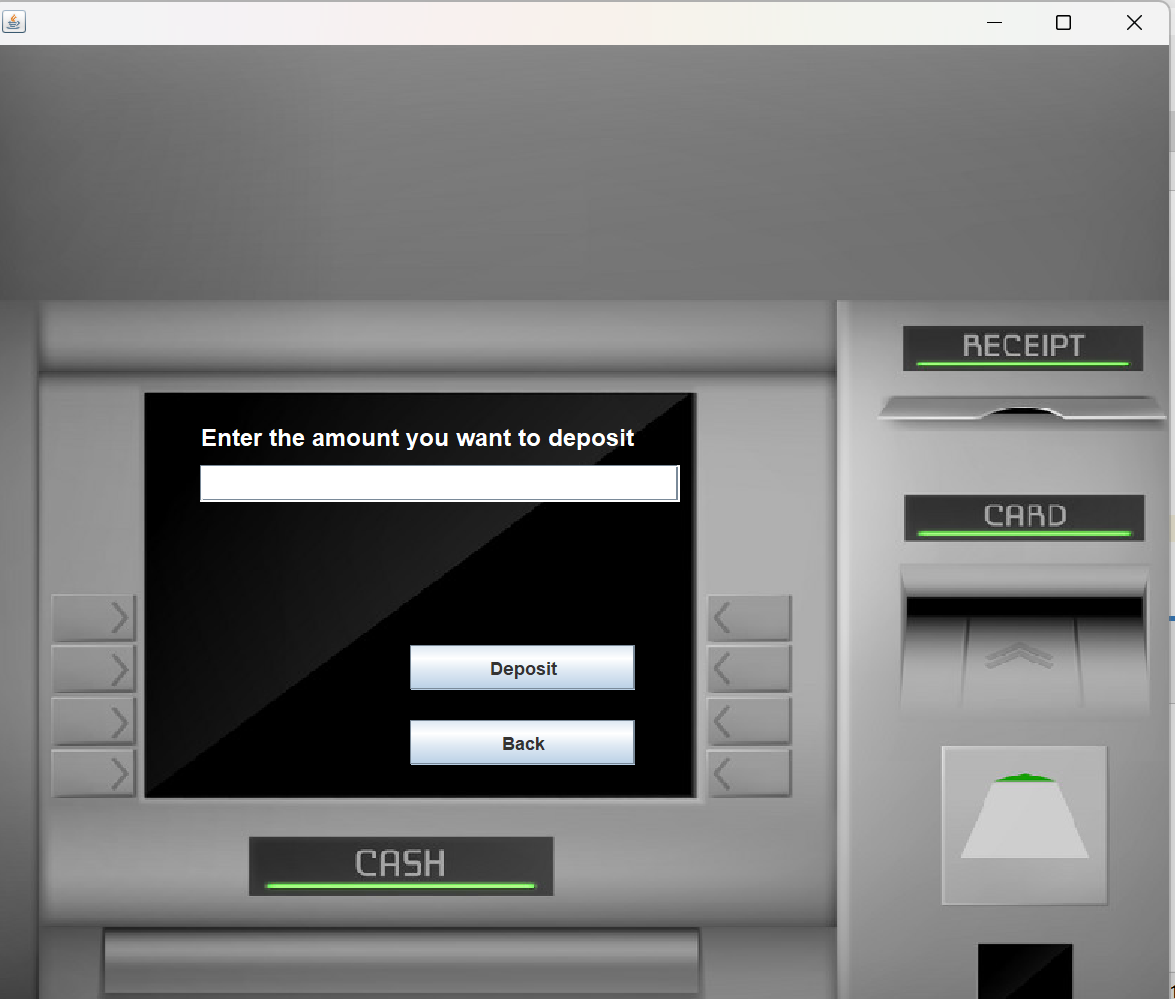 RECEIPT
Enter the amount you want to deposit
CARD
Deposit
Back
CASH